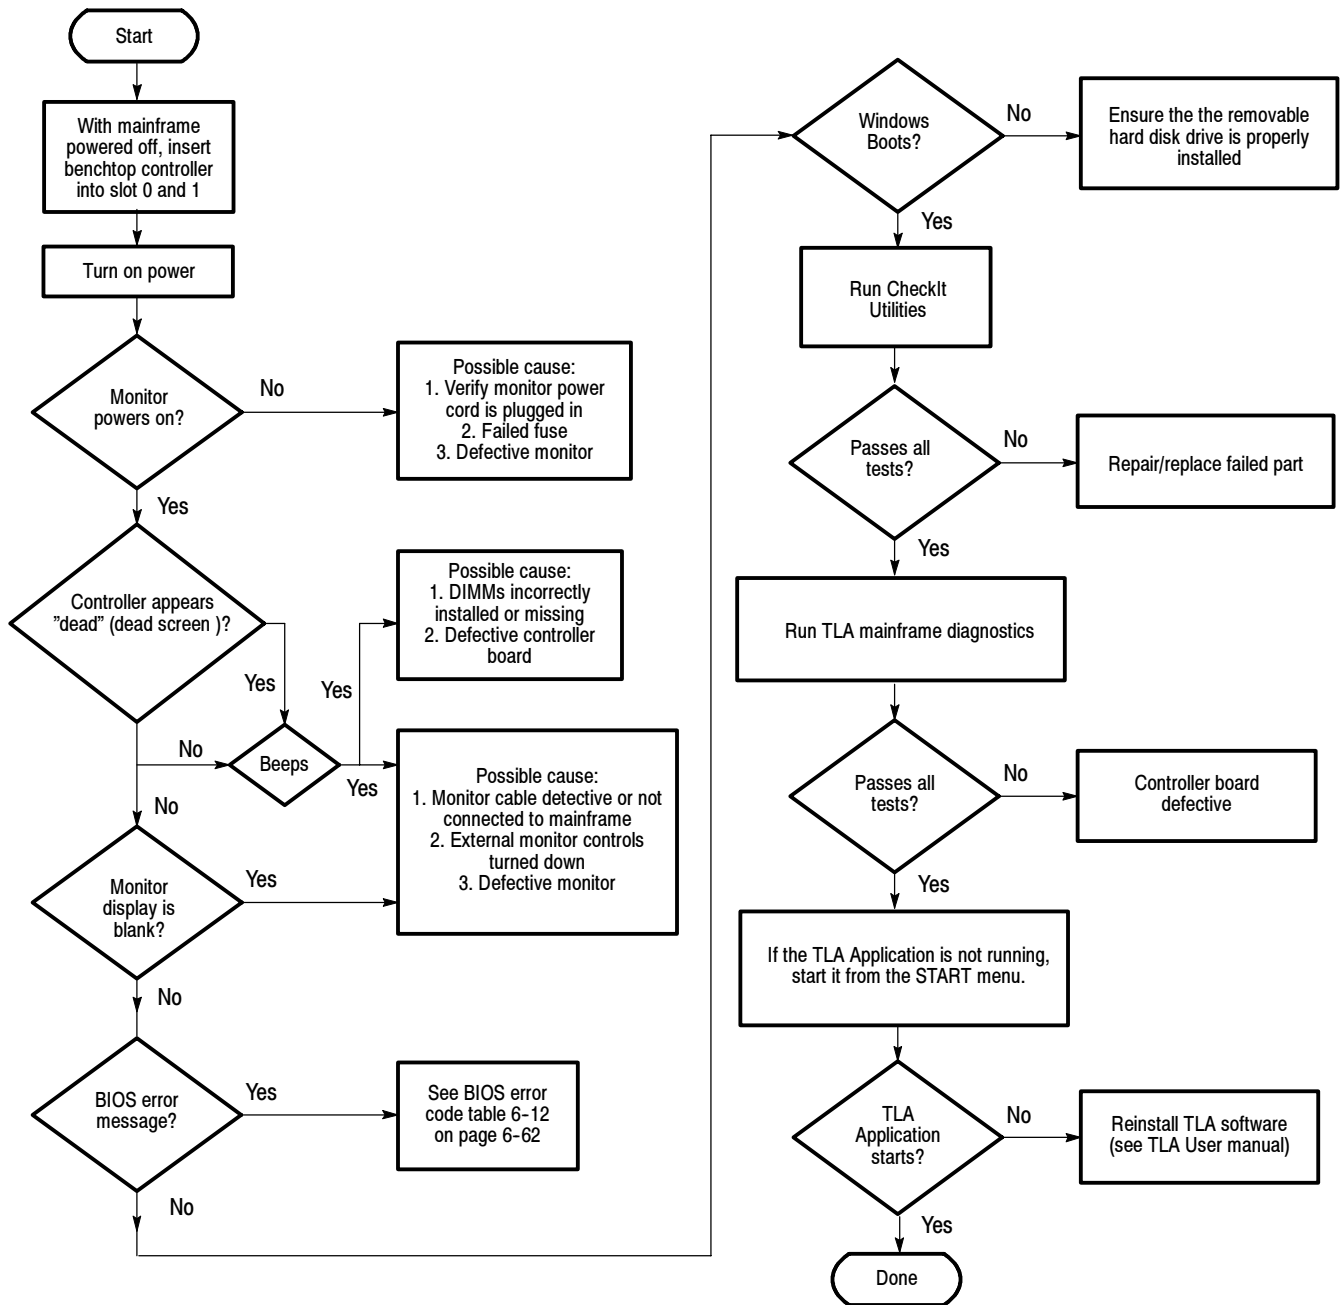 Start
With mainframe
powered off, insert
benchtop controller
into slot 0 and 1
Turn on power
Monitor
powers on?
No
Possible cause:
1. Verify monitor power
cord is plugged in
2. Failed fuse
3. Defective monitor
Yes
Controller appears
”dead” (dead screen )?
Yes
Yes
Possible cause:
1. DIMMs incorrectly
installed or missing
2. Defective controller
board
No
Beeps
Yes
No
Possible cause:
1. Monitor cable detective or not
connected to mainframe
2. External monitor controls
turned down
3. Defective monitor
Monitor
display is
blank?
Yes
No
BIOS error
message?
Yes
See BIOS error
code table 6-12
on page 6-62
No
Windows
Boots?
No
Ensure the the removable
hard disk drive is properly
installed
Yes
Run CheckIt
Utilities
Passes all
tests?
No
Repair/replace failed part
Yes
Run TLA mainframe diagnostics
Passes all
tests?
No
Controller board
defective
Yes
If the TLA Application is not running,
start it from the START menu.
TLA
Application
starts?
No
Reinstall TLA software
(see TLA User manual)
Yes
Done